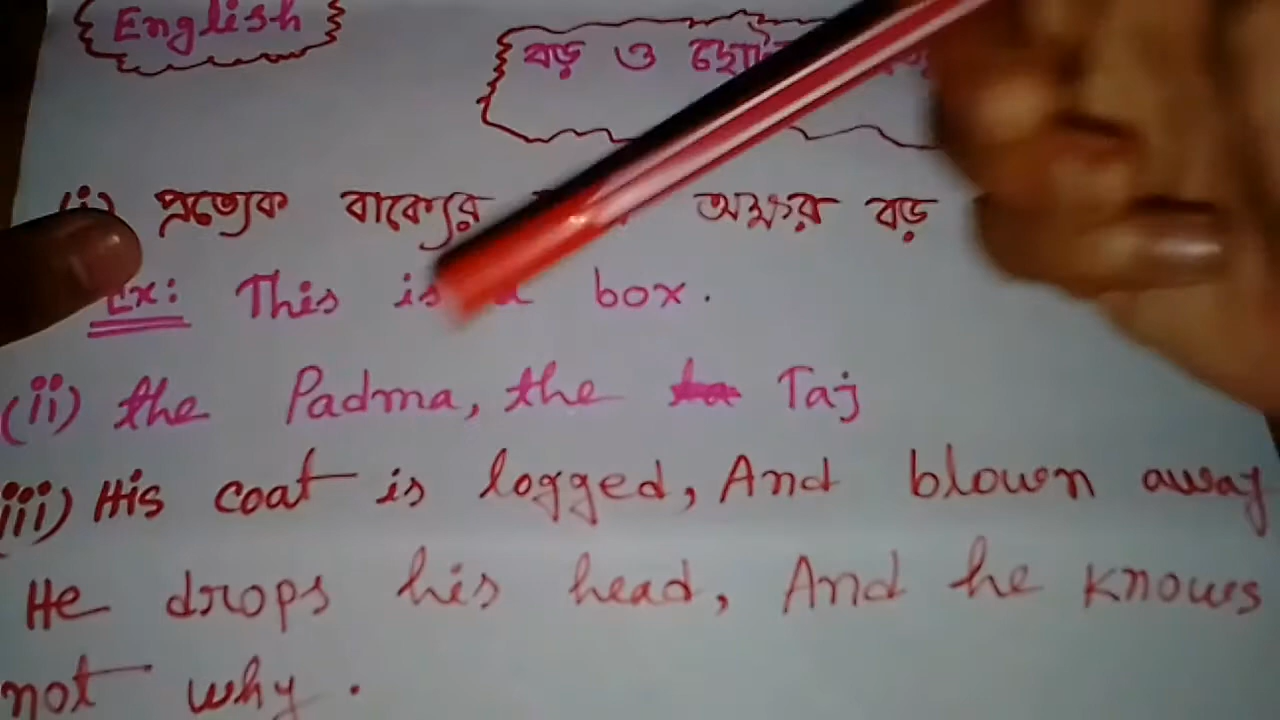 English
বড় ও
(i) প্রত্যেক বাক্যের অক্ষর বড়
Ex: This is a box.
(ii) the Padma, the Taj
(iii) His coat is logged, And blown away
He drops his head, And he knows
not why.